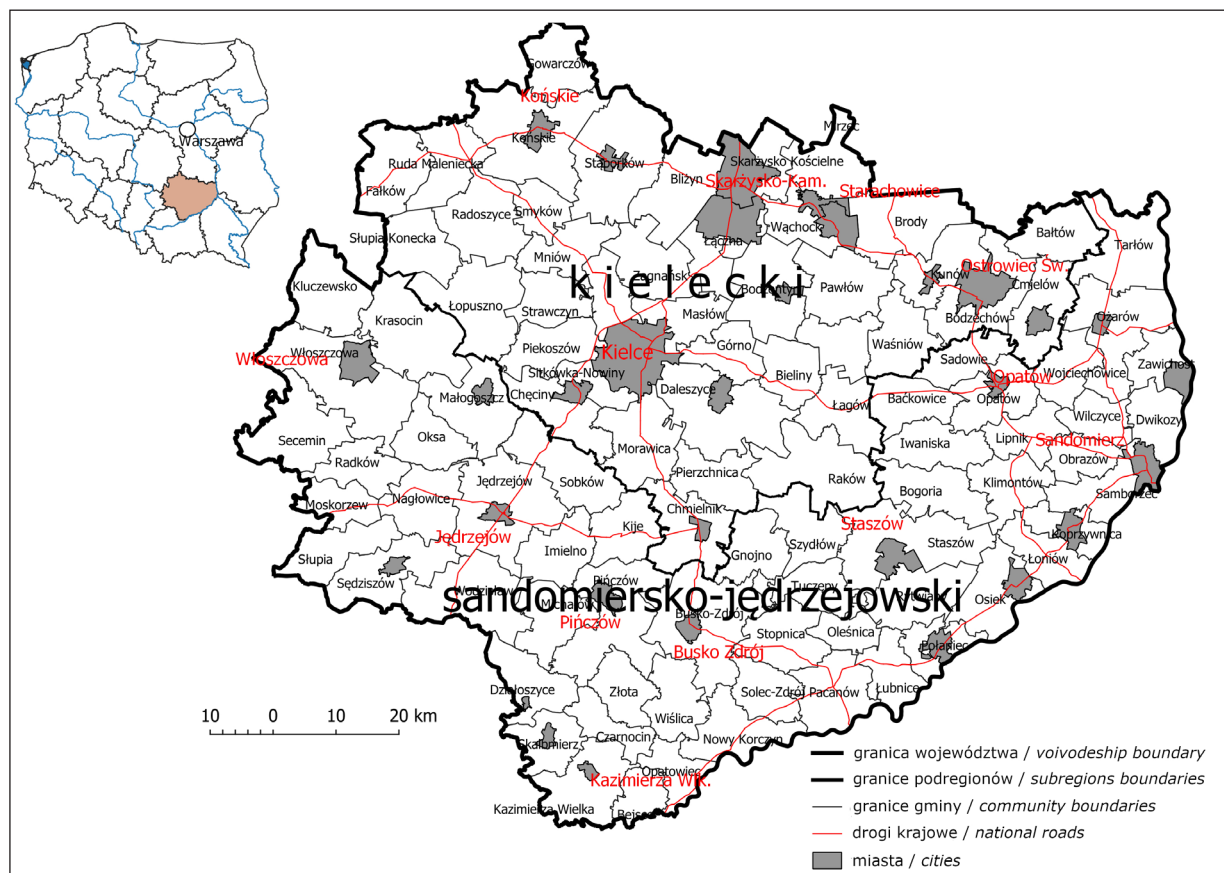 Gowarczów
Końskie
Mirzec
Warszawa
Końskie
Skarżysko Kościelne
Ruda Maleniecka
Stąporków
Bliżyn
Skarżysko-Kam.
Starachowice
Fałków
Radoszyce
Smyków
Wąchock
Brody
Bałtów
Tarłów
Słupia Konecka
Łączna
Mniów
Zagnańsk
Ostrowiec Św.
Kunów
kielecki
Kluczewsko
Bodzentyn
Pawłów
Ćmielów
Łopuszno
Strawczyn
Masłów
Bodzechów
Ożarów
Krasocin
Górno
Waśniów
Włoszczowa
Włoszczowa
Piekoszów
Kielce
Sadowie
Zawichost
Sitkówka-Nowiny
Bieliny
Opatów
Wojciechowice
Małogoszcz
Chęciny
Daleszyce
Łagów
Baćkowice
Opatów
Wilczyce
Dwikozy
Secemin
Oksa
Morawica
Iwaniska
Lipnik
Sandomierz
Radków
Obrazów
Jędrzejów
Sobków
Pierzchnica
Raków
Bogoria
Klimontów
Samborzec
Moskorzew
Nagłowice
Chmielnik
Jędrzejów
Kije
Staszów
Koprzywnica
Słupia
Imielno
Gnojno
Szydłów
Staszów
Łoniów
Sędziszów
Wodzisław
Pińczów
Tuczępy
Rytwiany
Osiek
sandomiersko-jędrzejowski
Michałów
Pińczów
Busko-Zdrój
Stopnica
Oleśnica
Połaniec
Busko Zdrój
Działoszyce
Złota
Solec-Zdrój
Pacanów
Łubnice
Wiślica
Skalbmierz
Czarnocin
Nowy Korczyn
Opatowiec
Kazimierza Wlk.
Kazimierza Wielka
Bejsce
10 0 10 20 km
granica województwa / voivodeship boundary
granice podregionów / subregions boundaries
granice gminy / community boundaries
drogi krajowe / national roads
miasta / cities